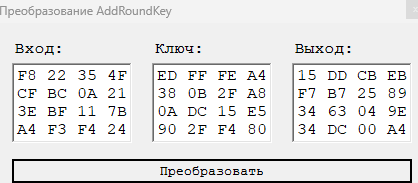 Преобразование AddRoundKey
Вход: Ключ: Выход:
F8 22 35 4F ED FF FE A4 15 DD CB EB
CF BC 0A 21 38 0B 2F A8 F7 B7 25 89
3E BF 11 7B 0A DC 15 E5 34 63 04 9E
A4 F3 F4 24 90 2F F4 80 34 DC 00 A4
Преобразовать